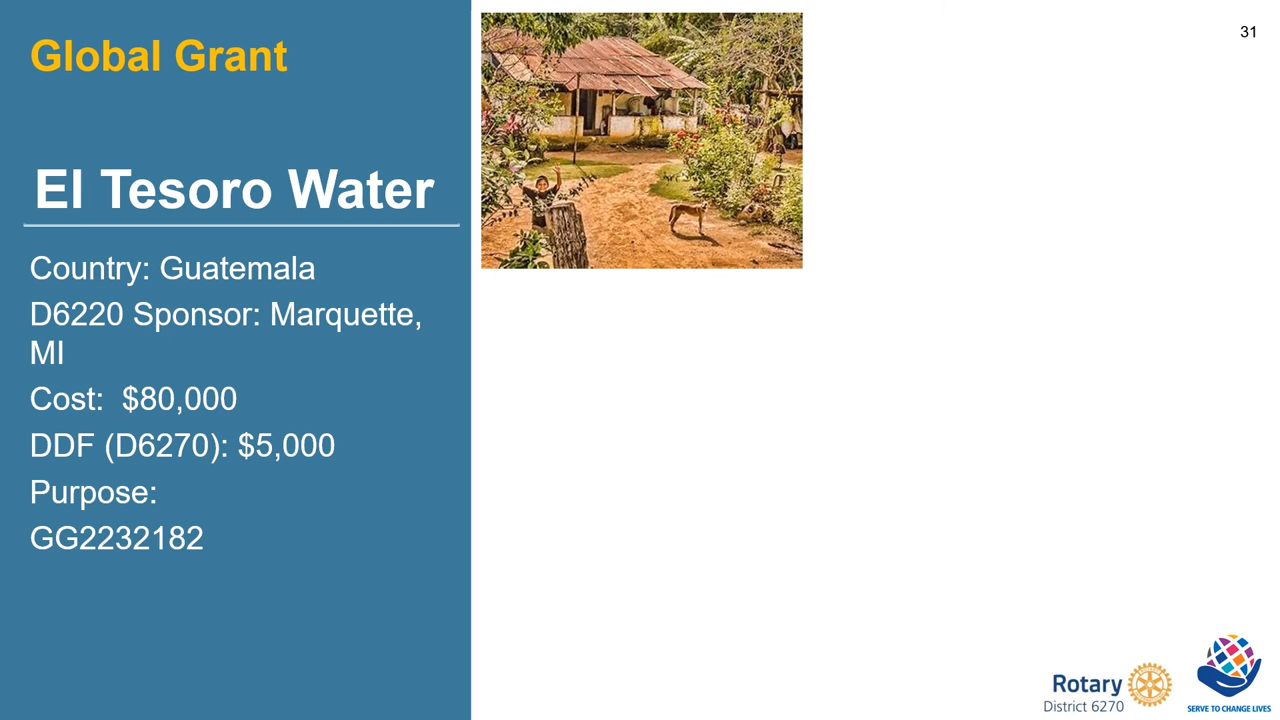 Global Grant
31
El Tesoro Water
Country: Guatemala
D6220 Sponsor: Marquette,
MI
Cost:  $80,000
DDF (D6270): $5,000
Purpose:
GG2232182
Rotary
District 6270
SERVE TO CHANGE LIVES